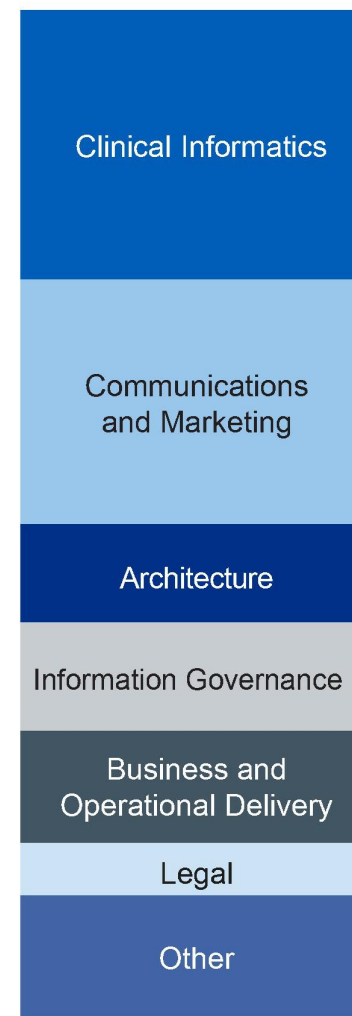 Clinical Informatics
Communications
and Marketing
Architecture
Information Governance
Business and
Operational Delivery
Legal
Other